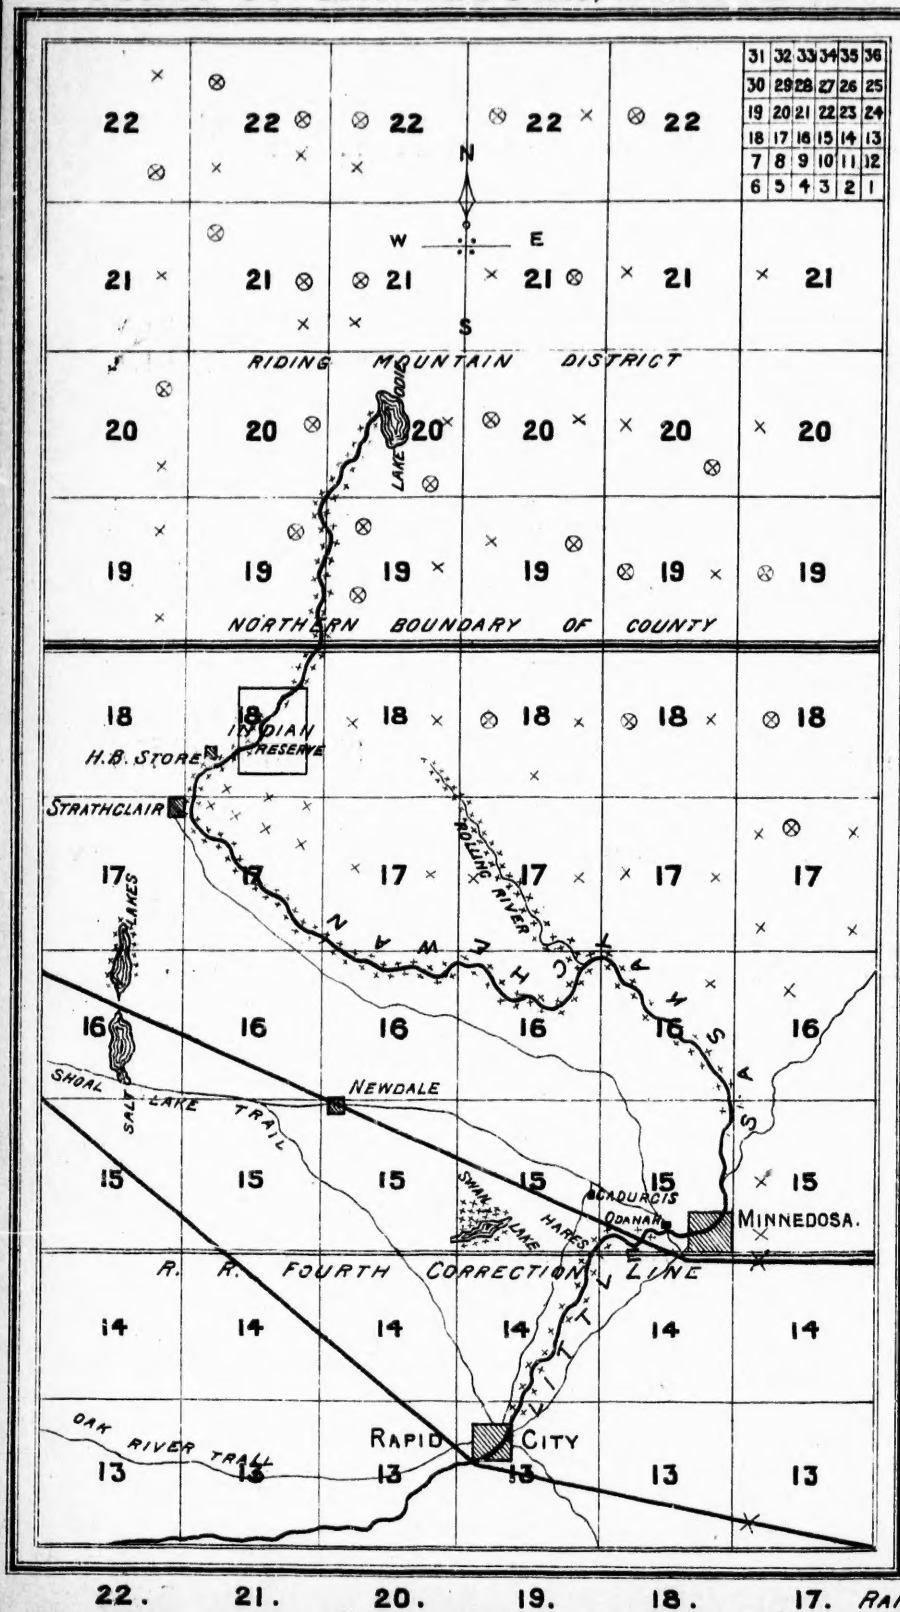 31 32 33 34 35 36
30 29 28 27 26 25
19 20 21 22 23 24
18 17 16 15 14 13
7 8 9 10 11 12
6 5 4 3 2 1
22 22 22 22 22
N
W E
S
21 21 21 21 21 21
RIDING MOUNTAIN DISTRICT
LAKE
20 20 20 20 20 20
19 19 19 19 19 19
NORTHERN BOUNDARY OF COUNTY
18 18 18 18 18 18
INDIAN
RESERVE
H.B. STORE
STRATHCLAIR
ROLLING RIVER
17 17 17 17 17 17
LITTLE SASKATCHAWN
SALT LAKES
16 16 16 16 16 16
SHOAL LAKE TRAIL
NEWDALE
15 15 15 15 15 15
SWAN LAKE
CADURCIS
ODANAH
HARES
MINNEDOSA.
R. R. FOURTH CORRECTION LINE
14 14 14 14 14 14
RAPID CITY
OAK RIVER TRALL
13 13 13 13 13 13
22. 21. 20. 19. 18. 17.